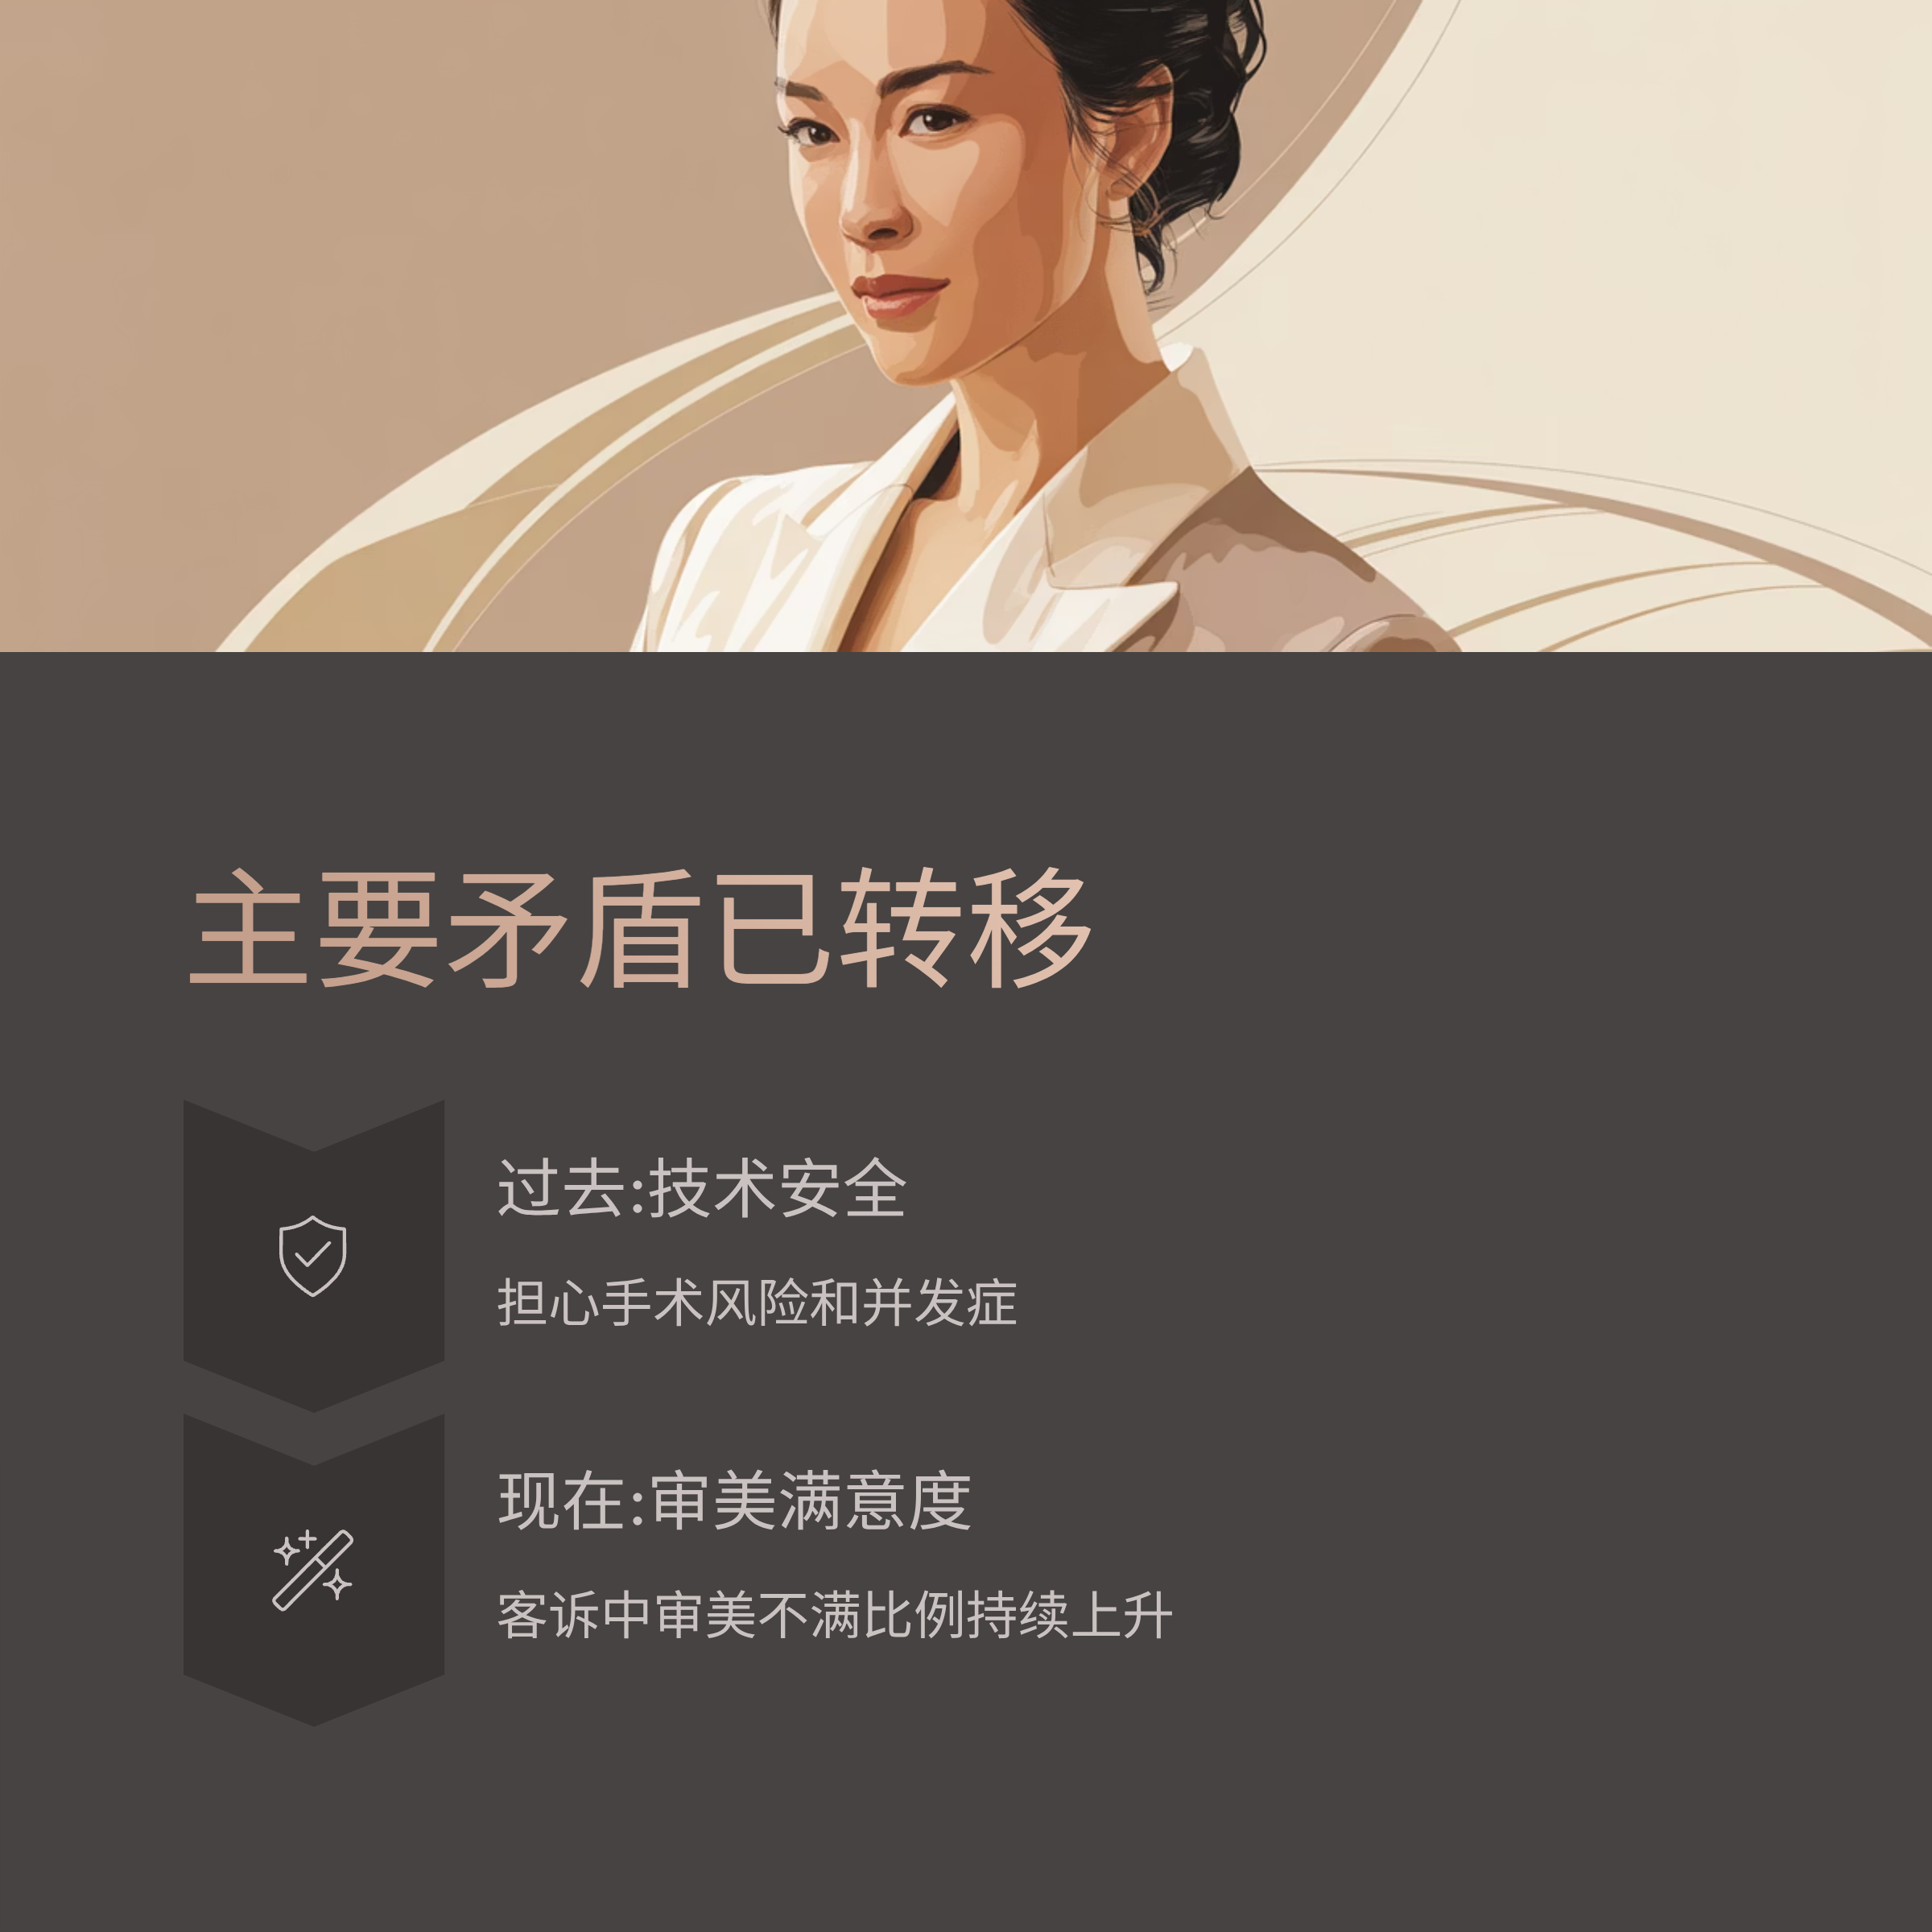 主要矛盾已转移
过去:技术安全
担心手术风险和并发症
现在:审美满意度
客诉中审美不满比例持续上升